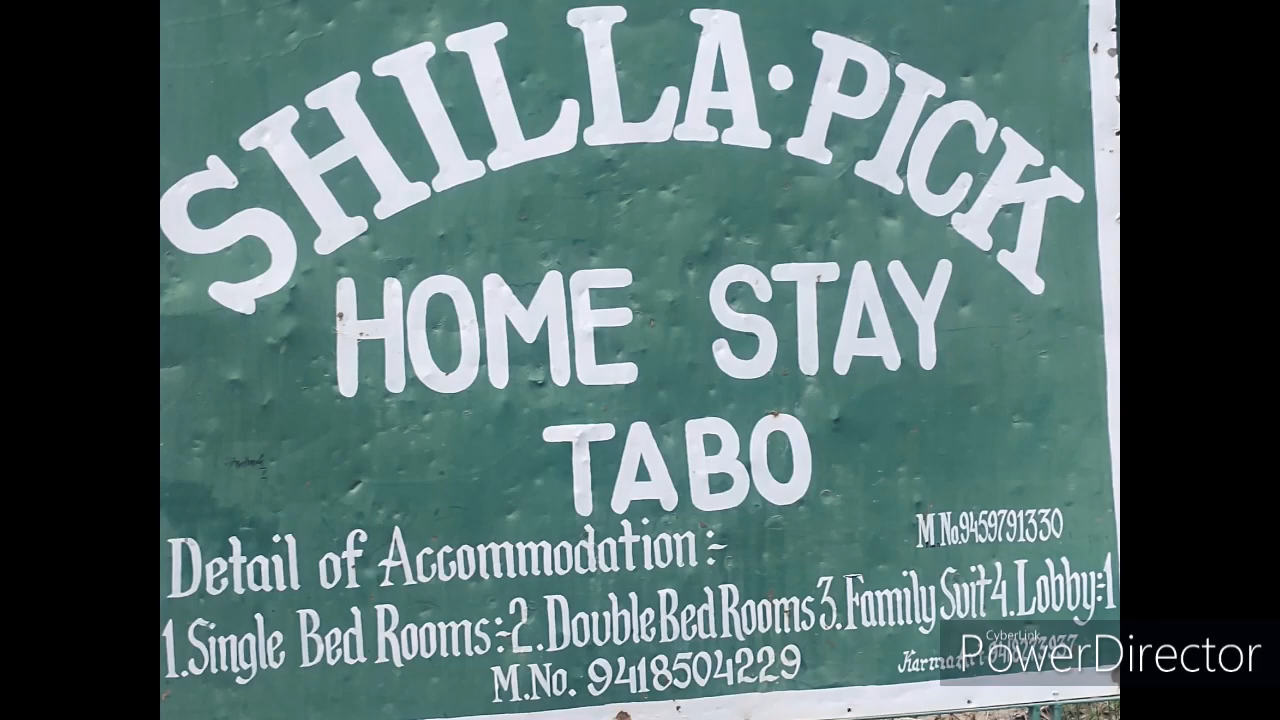 SHILLA·PICK
HOME STAY
TABO
M No.9459791330
Detail of Accommodation:-
1.Single Bed Rooms:-2.Double Bed Rooms 3.Family Suit 4.Lobby:-1
M.No. 9418504229
CyberLink
PowerDirector